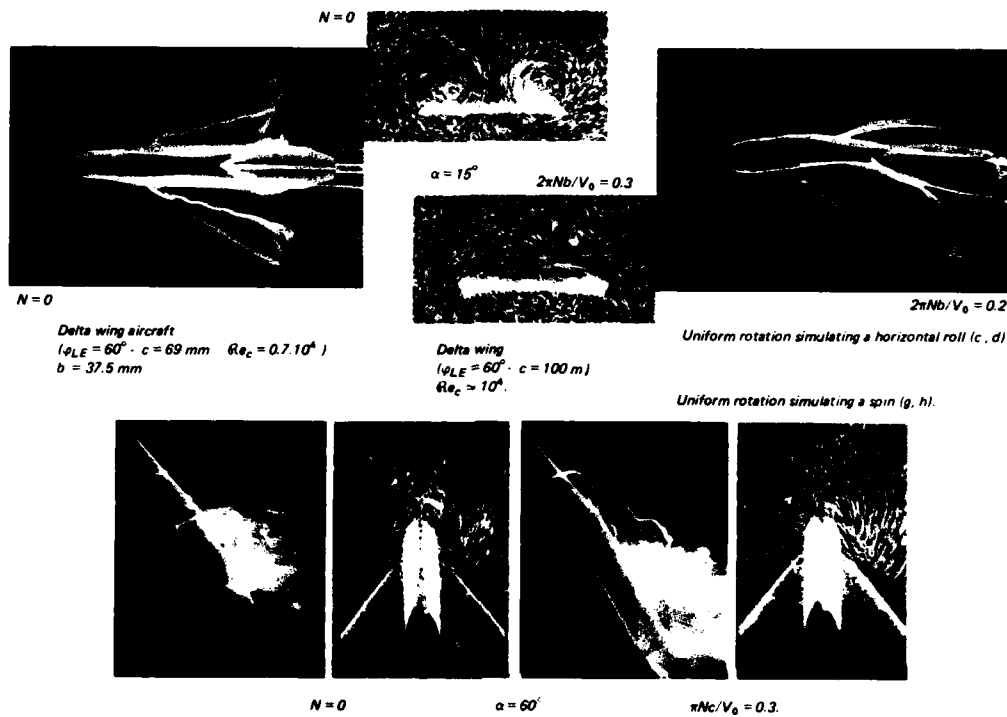 N = 0
α = 15°
2πNb/V₀ = 0.3
N = 0
2πNb/V₀ = 0.2
Delta wing aircraft
(φLE = 60° · c = 69 mm ℛec = 0.7.10⁴)
b = 37.5 mm
Delta wing
(φLE = 60° · c = 100 m)
ℛec ≃ 10⁴.
Uniform rotation simulating a horizontal roll (c, d)
Uniform rotation simulating a spin (g, h).
N = 0
α = 60°
πNc/V₀ = 0.3.